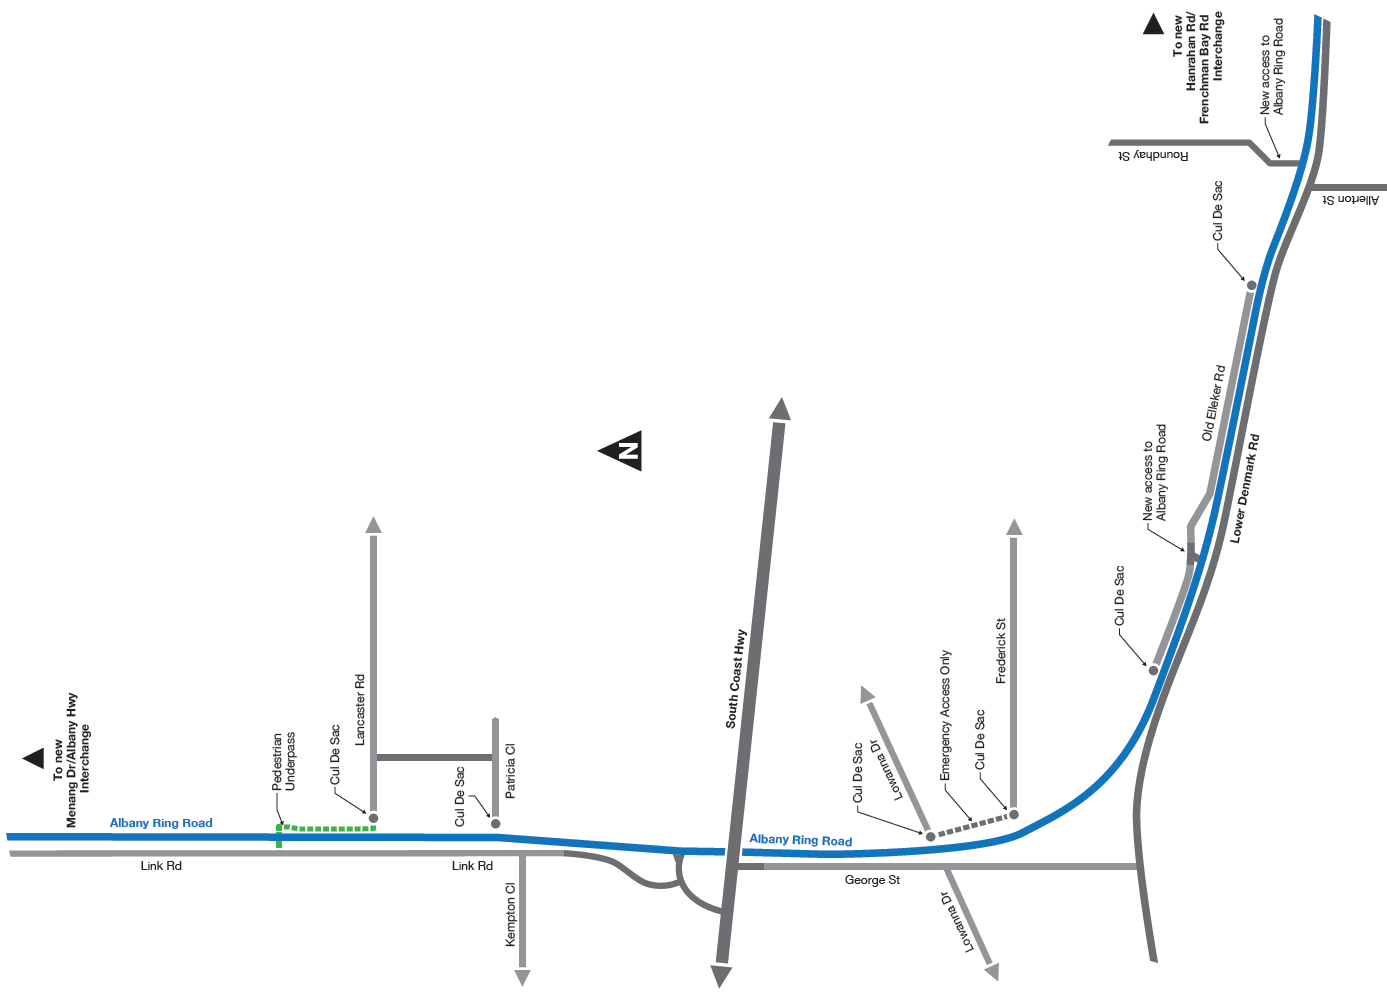 To new
Hanrahan Rd/
Frenchman Bay Rd
Interchange
New access to
Albany Ring Road
Roundhay St
Allerton St
Cul De Sac
Old Elleker Rd
Lower Denmark Rd
New access to
Albany Ring Road
Cul De Sac
N
South Coast Hwy
Frederick St
Cul De Sac
Emergency Access Only
Lowanna Dr
Cul De Sac
Albany Ring Road
George St
Lowanna Dr
To new
Menang Dr/Albany Hwy
Interchange
Pedestrian
Underpass
Cul De Sac
Lancaster Rd
Cul De Sac
Patricia Cl
Albany Ring Road
Link Rd
Link Rd
Kempton Cl